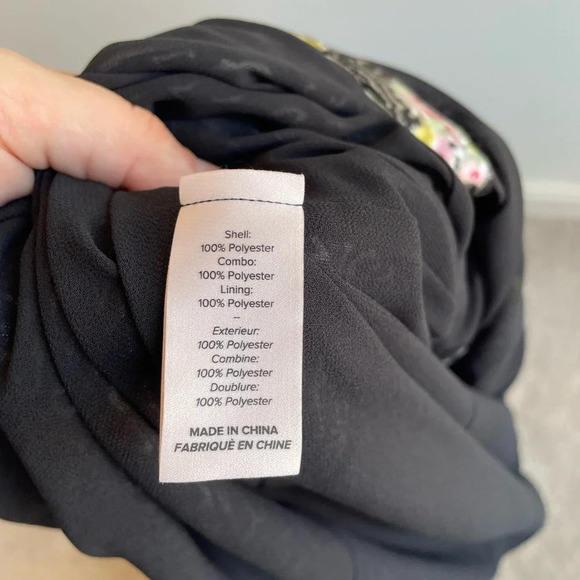 Shell:
100% Polyester
Combo:
100% Polyester
Lining:
100% Polyester
--
Exterieur:
100% Polyester
Combine:
100% Polyester
Doublure:
100% Polyester
MADE IN CHINA
FABRIQUÈ EN CHINE